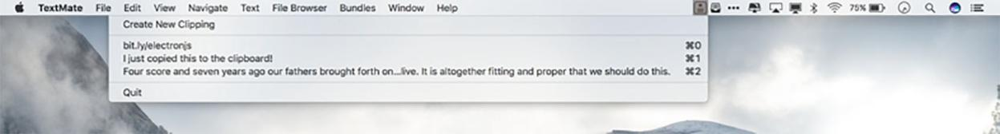 TextMate File Edit View Navigate Text File Browser Bundles Window Help 75%
Create New Clipping
bit.ly/electronjs ⌘0
I just copied this to the clipboard! ⌘1
Four score and seven years ago our fathers brought forth on...live. It is altogether fitting and proper that we should do this. ⌘2
Quit